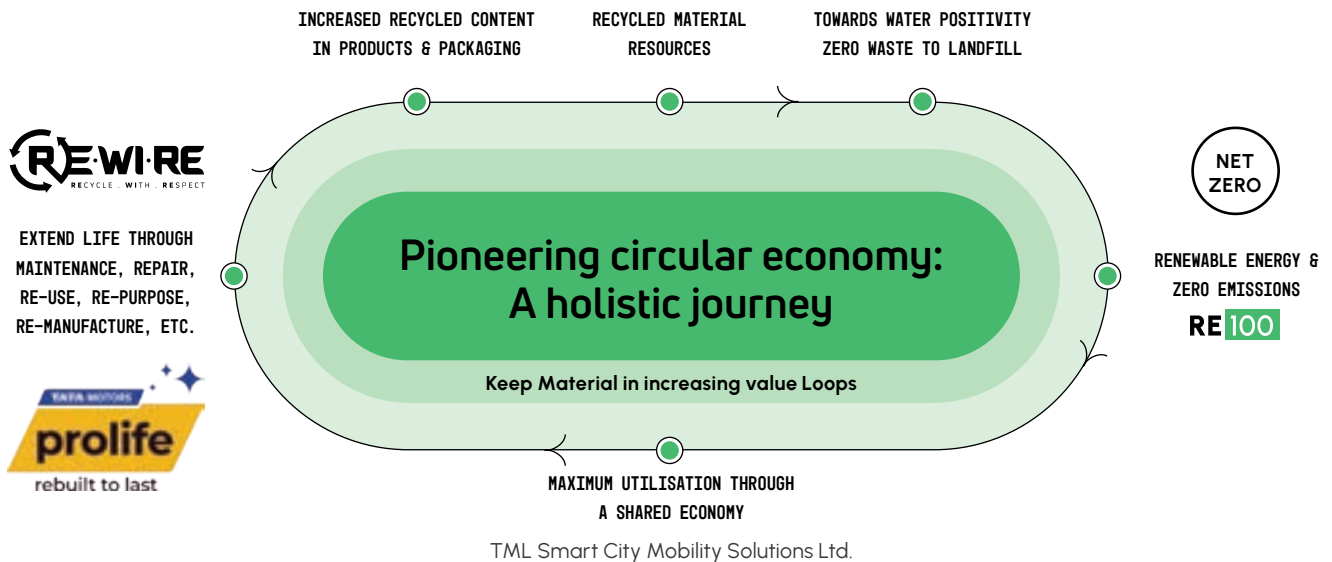 INCREASED RECYCLED CONTENT
IN PRODUCTS & PACKAGING
RECYCLED MATERIAL
RESOURCES
TOWARDS WATER POSITIVITY
ZERO WASTE TO LANDFILL
RE·WI·RE
RECYCLE . WITH . RESPECT
EXTEND LIFE THROUGH
MAINTENANCE, REPAIR,
RE-USE, RE-PURPOSE,
RE-MANUFACTURE, ETC.
TATA MOTORS
prolife
rebuilt to last
Pioneering circular economy:
A holistic journey
Keep Material in increasing value Loops
NET
ZERO
RENEWABLE ENERGY &
ZERO EMISSIONS
RE100
MAXIMUM UTILISATION THROUGH
A SHARED ECONOMY
TML Smart City Mobility Solutions Ltd.